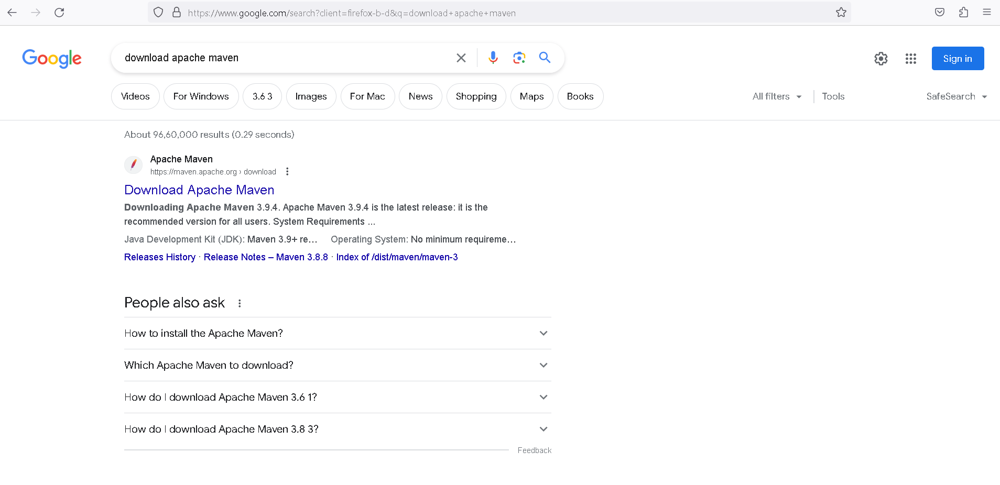 https://www.google.com/search?client=firefox-b-d&q=download+apache+maven
Google
download apache maven
Sign in
Videos
For Windows
3.6 3
Images
For Mac
News
Shopping
Maps
Books
All filters
Tools
SafeSearch
About 96,60,000 results (0.29 seconds)
Apache Maven
https://maven.apache.org › download
Download Apache Maven
Downloading Apache Maven 3.9.4. Apache Maven 3.9.4 is the latest release: it is the
recommended version for all users. System Requirements ...
Java Development Kit (JDK): Maven 3.9+ re... Operating System: No minimum requireme...
Releases History · Release Notes – Maven 3.8.8 · Index of /dist/maven/maven-3
People also ask
How to install the Apache Maven?
Which Apache Maven to download?
How do I download Apache Maven 3.6 1?
How do I download Apache Maven 3.8 3?
Feedback